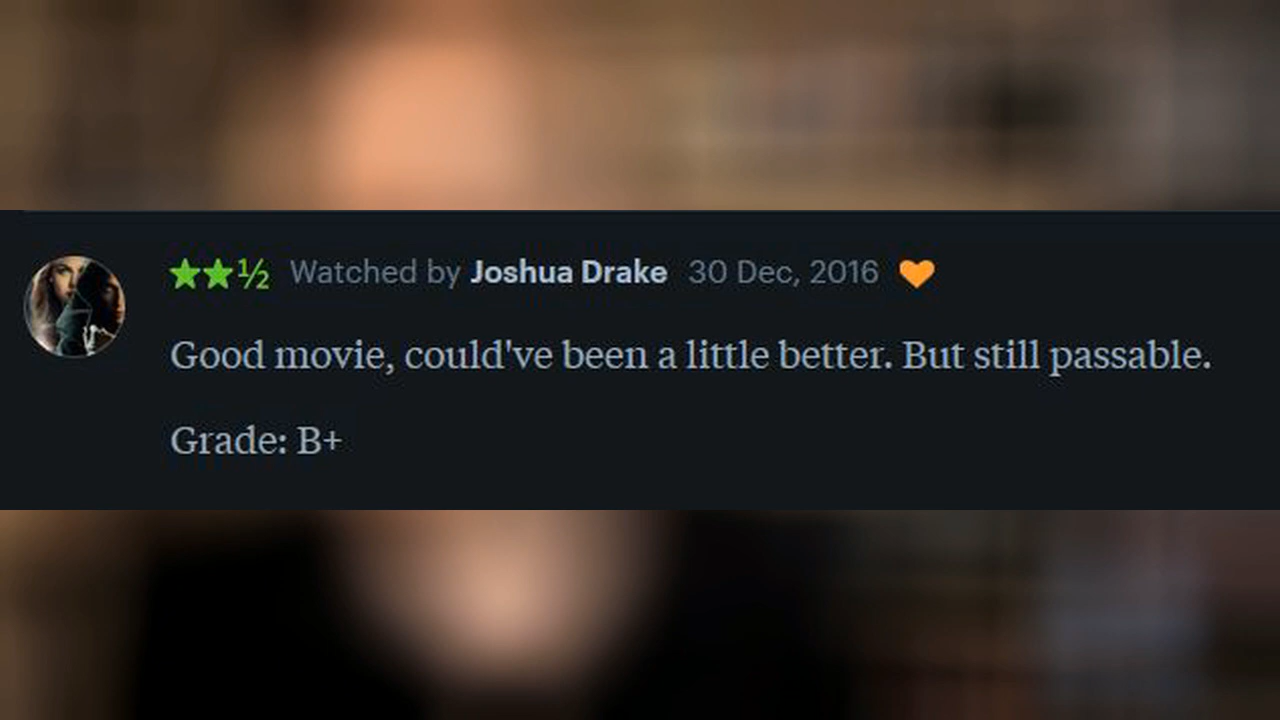 ★★½ Watched by Joshua Drake 30 Dec, 2016 🧡
Good movie, could've been a little better. But still passable.
Grade: B+